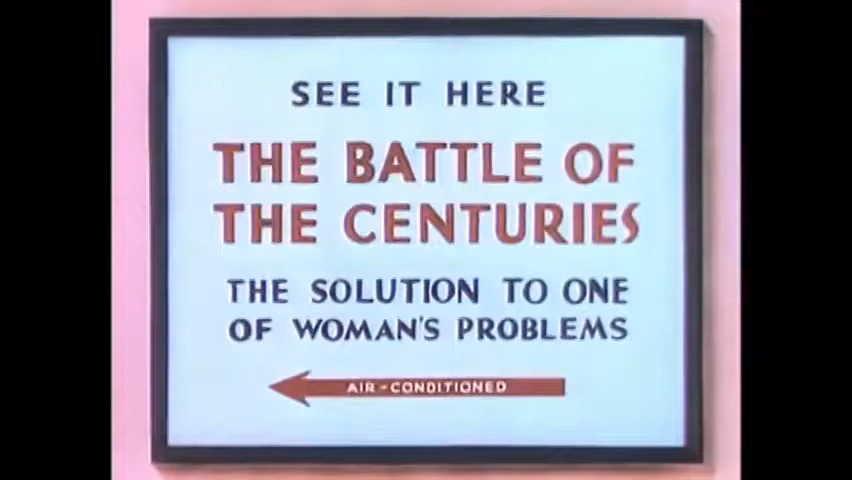 SEE IT HERE
THE BATTLE OF
THE CENTURIES
THE SOLUTION TO ONE
OF WOMAN'S PROBLEMS
AIR-CONDITIONED